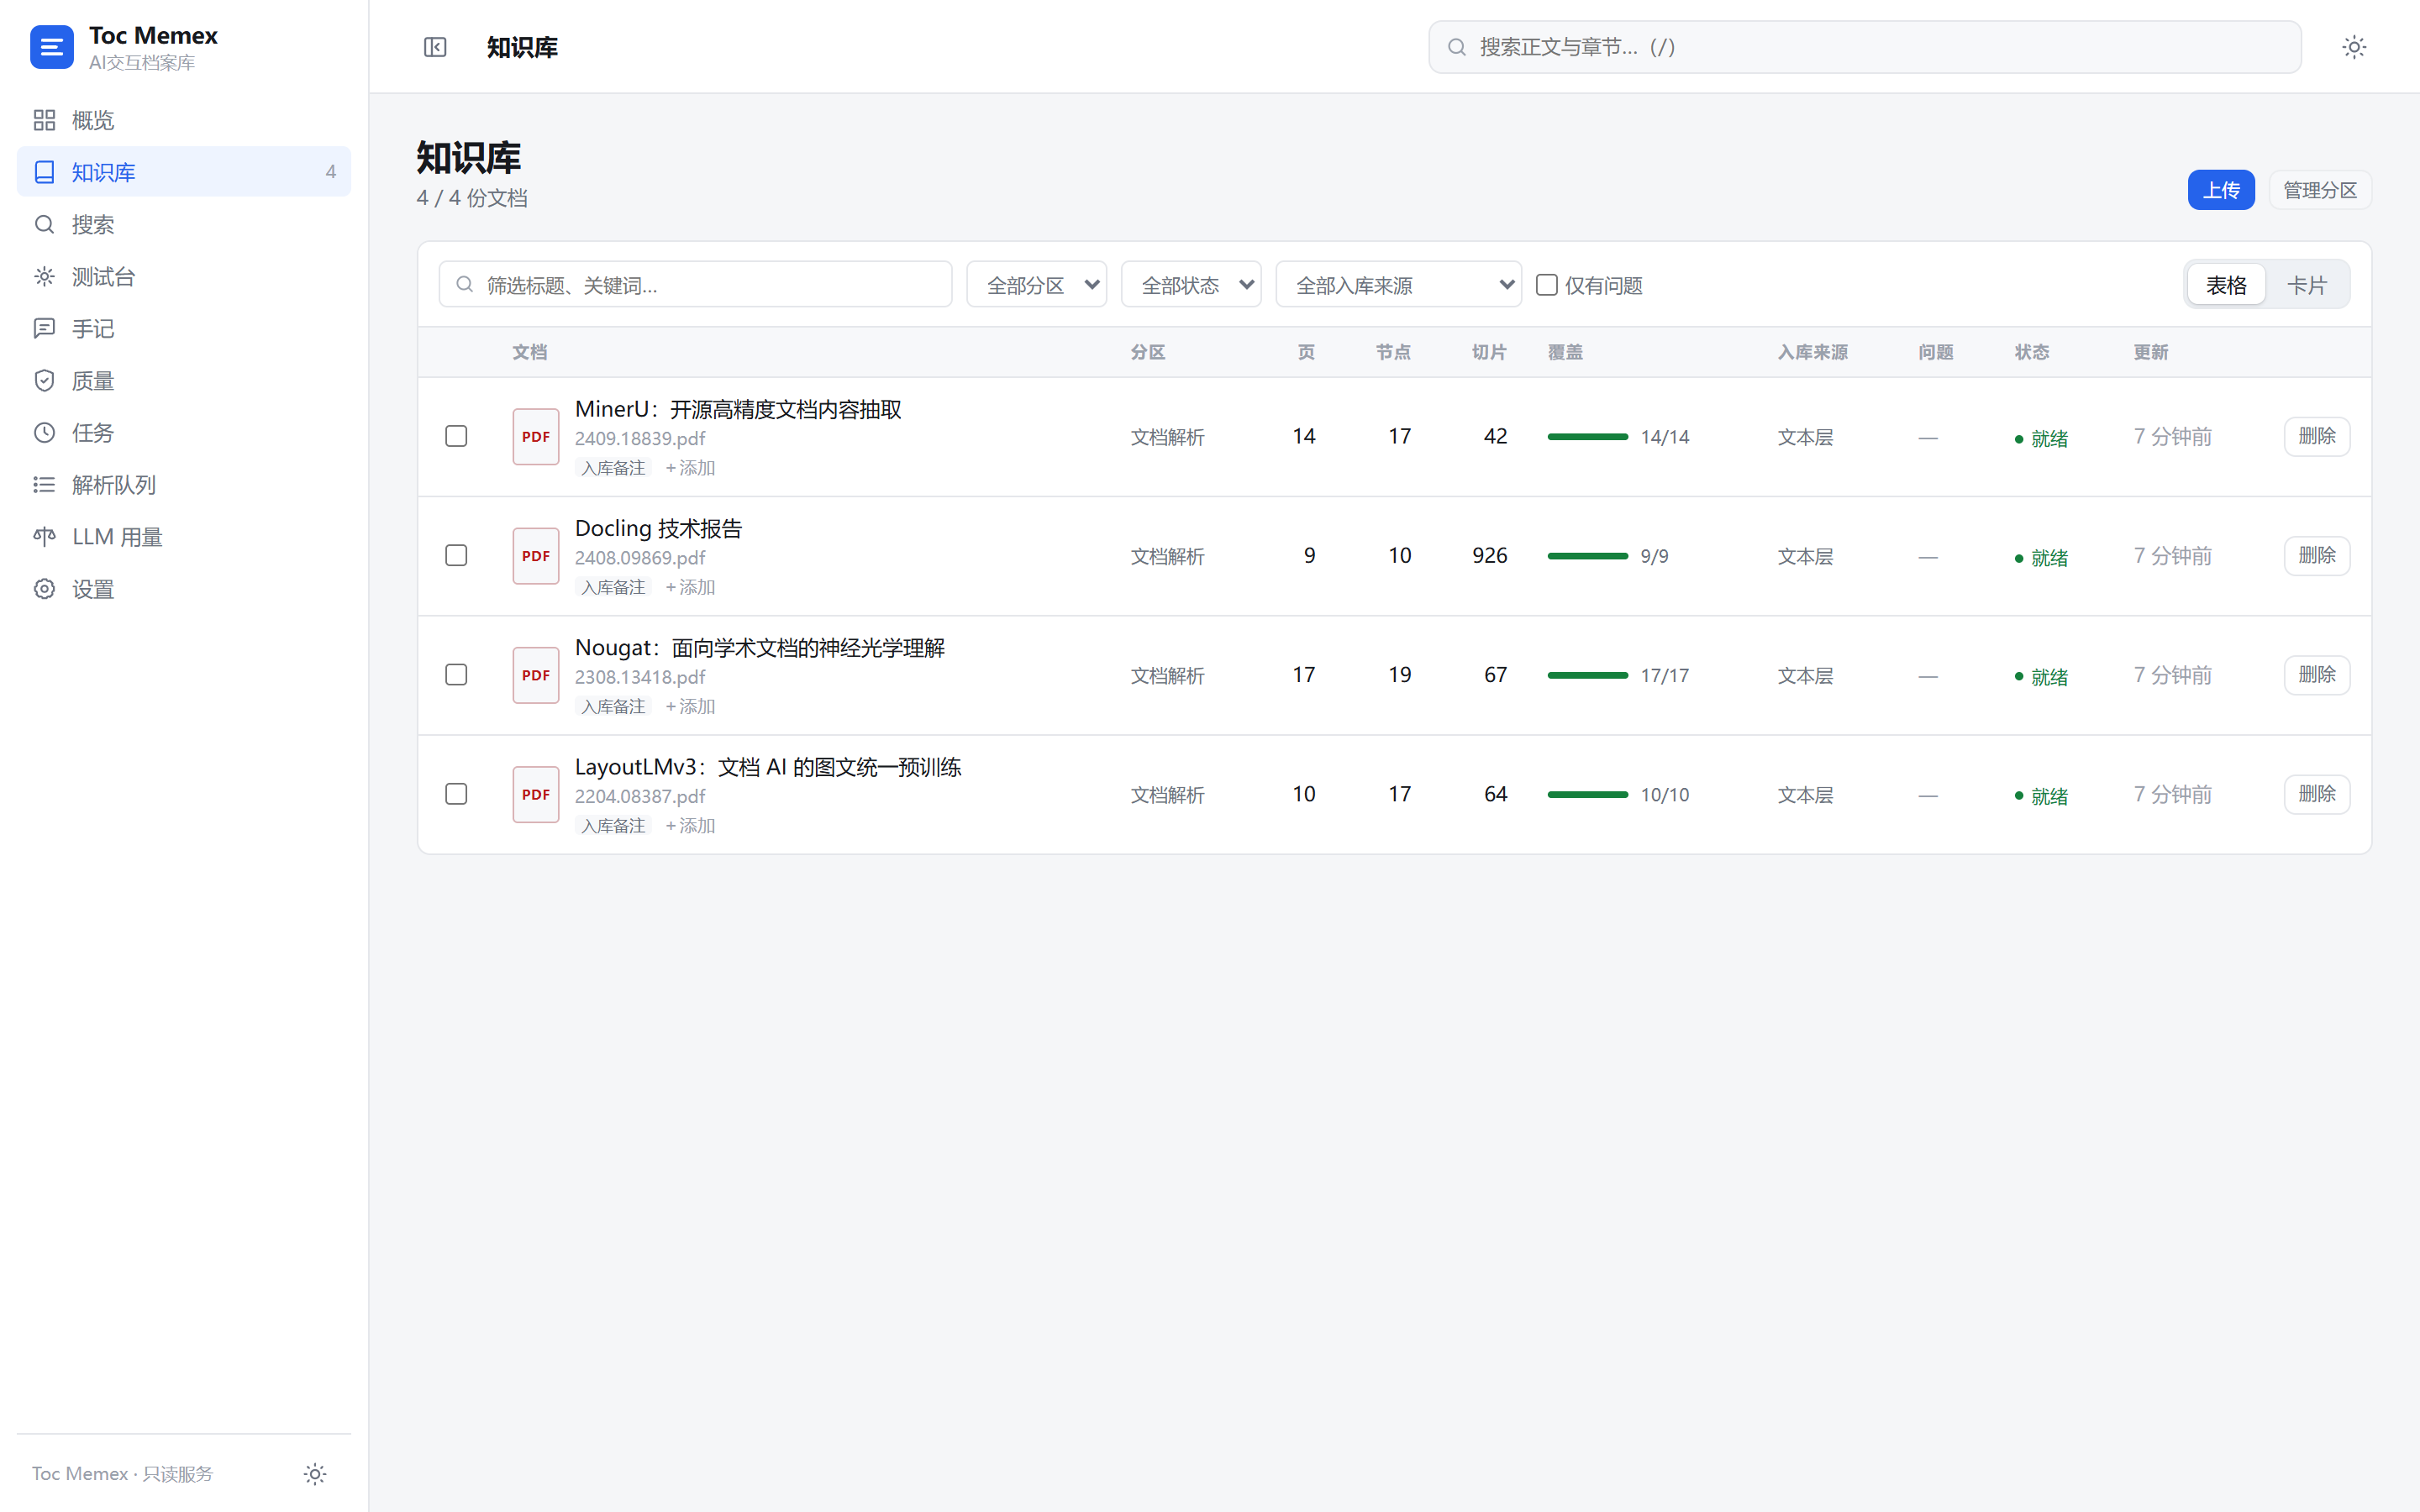 Toc Memex
AI交互档案库
概览
知识库 4
搜索
测试台
手记
质量
任务
解析队列
LLM 用量
设置
Toc Memex · 只读服务
知识库
搜索正文与章节... (/)
知识库
4 / 4 份文档
上传 管理分区
筛选标题、关键词... 全部分区 全部状态 全部入库来源 仅有问题 表格 卡片
文档 分区 页 节点 切片 覆盖 入库来源 问题 状态 更新
MinerU：开源高精度文档内容抽取
PDF 2409.18839.pdf 文档解析 14 17 42 14/14 文本层 — 就绪 7 分钟前 删除
入库备注 + 添加
Docling 技术报告
PDF 2408.09869.pdf 文档解析 9 10 926 9/9 文本层 — 就绪 7 分钟前 删除
入库备注 + 添加
Nougat：面向学术文档的神经光学理解
PDF 2308.13418.pdf 文档解析 17 19 67 17/17 文本层 — 就绪 7 分钟前 删除
入库备注 + 添加
LayoutLMv3：文档 AI 的图文统一预训练
PDF 2204.08387.pdf 文档解析 10 17 64 10/10 文本层 — 就绪 7 分钟前 删除
入库备注 + 添加